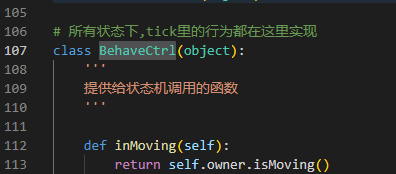 105
106 # 所有状态下,tick里的行为都在这里实现
107 class BehaveCtrl(object):
108     '''
109     提供给状态机调用的函数
110     '''
111
112     def inMoving(self):
113         return self.owner.isMoving()